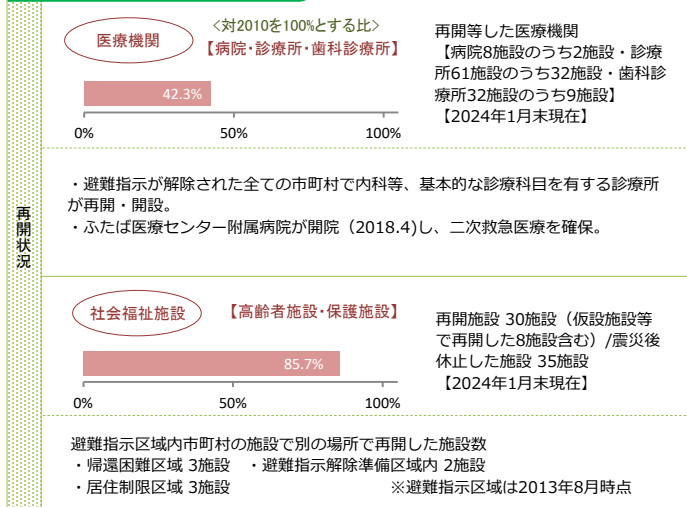 再開状況
医療機関
<対2010を100%とする比>
【病院・診療所・歯科診療所】
42.3%
0% 50% 100%
再開等した医療機関
【病院8施設のうち2施設・診療
所61施設のうち32施設・歯科診
療所32施設のうち9施設】
【2024年1月末現在】
・避難指示が解除された全ての市町村で内科等、基本的な診療科目を有する診療所
が再開・開設。
・ふたば医療センター附属病院が開院（2018.4)し、二次救急医療を確保。
社会福祉施設
【高齢者施設・保護施設】
85.7%
0% 50% 100%
再開施設 30施設（仮設施設等
で再開した8施設含む）/震災後
休止した施設 35施設
【2024年1月末現在】
避難指示区域内市町村の施設で別の場所で再開した施設数
・帰還困難区域 3施設 ・避難指示解除準備区域内 2施設
・居住制限区域 3施設 ※避難指示区域は2013年8月時点